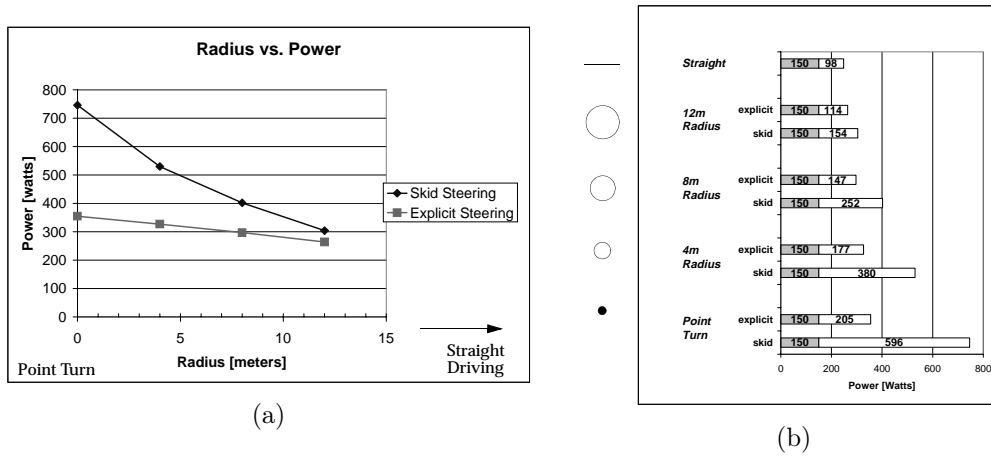 Radius vs. Power
800
700
600
500
400
300
200
100
0
Power [watts]
0 5 10 15
Radius [meters]
Skid Steering
Explicit Steering
Point Turn
Straight
Driving
(a)
Straight
150 98
12m
Radius
explicit 150 114
skid 150 154
8m
Radius
explicit 150 147
skid 150 252
4m
Radius
explicit 150 177
skid 150 380
Point
Turn
explicit 150 205
skid 150 596
0 200 400 600 800
Power [Watts]
(b)